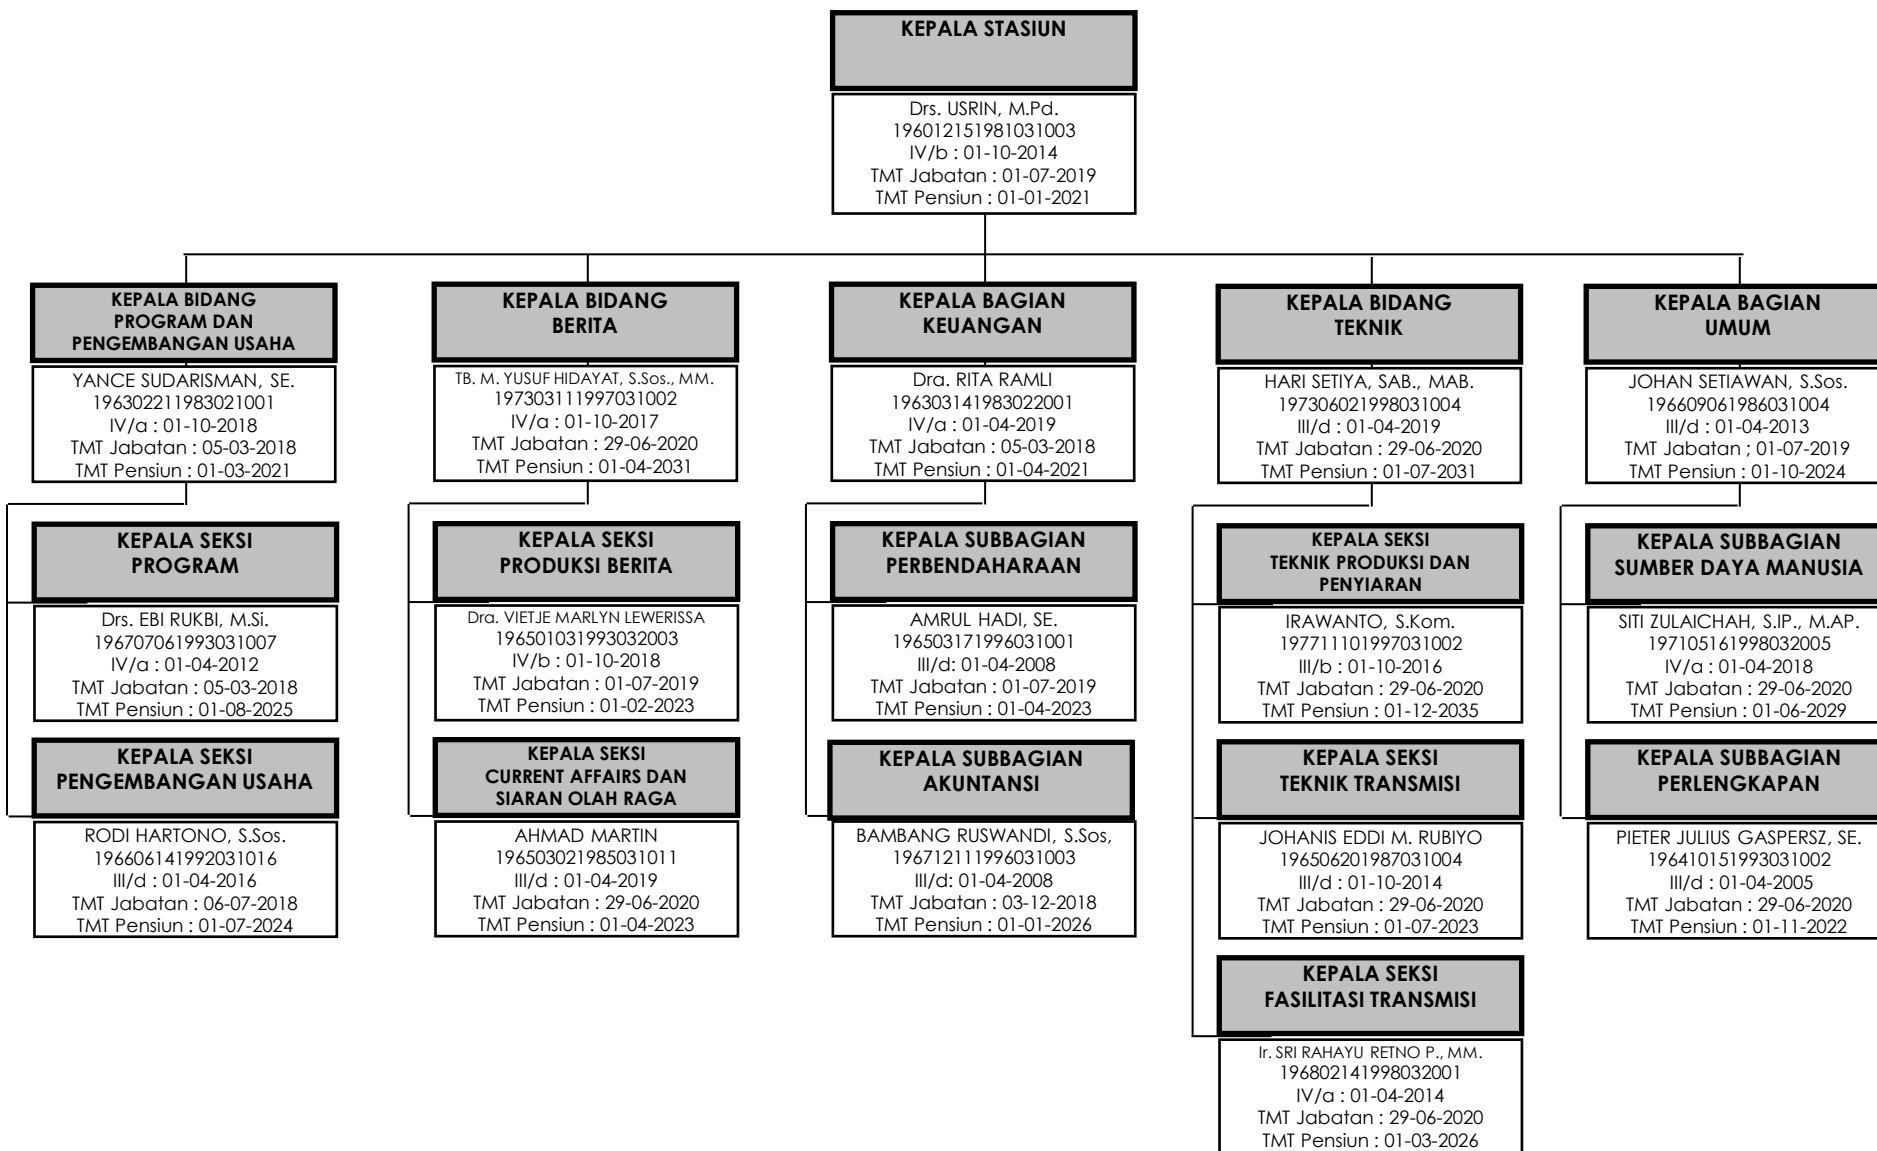 KEPALA STASIUN
Drs. USRIN, M.Pd.
196012151981031003
IV/b : 01-10-2014
TMT Jabatan : 01-07-2019
TMT Pensiun : 01-01-2021
KEPALA BIDANG
PROGRAM DAN
PENGEMBANGAN USAHA
YANCE SUDARISMAN, SE.
196302211983021001
IV/a : 01-10-2018
TMT Jabatan : 05-03-2018
TMT Pensiun : 01-03-2021
KEPALA SEKSI
PROGRAM
Drs. EBI RUKBI, M.Si.
196707061993031007
IV/a : 01-04-2012
TMT Jabatan : 05-03-2018
TMT Pensiun : 01-08-2025
KEPALA SEKSI
PENGEMBANGAN USAHA
RODI HARTONO, S.Sos.
196606141992031016
III/d : 01-04-2016
TMT Jabatan : 06-07-2018
TMT Pensiun : 01-07-2024
KEPALA BIDANG
BERITA
TB. M. YUSUF HIDAYAT, S.Sos., MM.
197303111997031002
IV/a : 01-10-2017
TMT Jabatan : 29-06-2020
TMT Pensiun : 01-04-2031
KEPALA SEKSI
PRODUKSI BERITA
Dra. VIETJE MARLYN LEWERISSA
196501031993032003
IV/b : 01-10-2018
TMT Jabatan : 01-07-2019
TMT Pensiun : 01-02-2023
KEPALA SEKSI
CURRENT AFFAIRS DAN
SIARAN OLAH RAGA
AHMAD MARTIN
196503021985031011
III/d : 01-04-2019
TMT Jabatan : 29-06-2020
TMT Pensiun : 01-04-2023
KEPALA BAGIAN
KEUANGAN
Dra. RITA RAMLI
196303141983022001
IV/a : 01-04-2019
TMT Jabatan : 05-03-2018
TMT Pensiun : 01-04-2021
KEPALA SUBBAGIAN
PERBENDAHARAAN
AMRUL HADI, SE.
196503171996031001
III/d: 01-04-2008
TMT Jabatan : 01-07-2019
TMT Pensiun : 01-04-2023
KEPALA SUBBAGIAN
AKUNTANSI
BAMBANG RUSWANDI, S.Sos,
196712111996031003
III/d: 01-04-2008
TMT Jabatan : 03-12-2018
TMT Pensiun : 01-01-2026
KEPALA BIDANG
TEKNIK
HARI SETIYA, SAB., MAB.
197306021998031004
III/d : 01-04-2019
TMT Jabatan : 29-06-2020
TMT Pensiun : 01-07-2031
KEPALA SEKSI
TEKNIK PRODUKSI DAN
PENYIARAN
IRAWANTO, S.Kom.
197711101997031002
III/b : 01-10-2016
TMT Jabatan : 29-06-2020
TMT Pensiun : 01-12-2035
KEPALA SEKSI
TEKNIK TRANSMISI
JOHANIS EDDI M. RUBIYO
196506201987031004
III/d : 01-10-2014
TMT Jabatan : 29-06-2020
TMT Pensiun : 01-07-2023
KEPALA SEKSI
FASILITASI TRANSMISI
Ir. SRI RAHAYU RETNO P., MM.
196802141998032001
IV/a : 01-04-2014
TMT Jabatan : 29-06-2020
TMT Pensiun : 01-03-2026
KEPALA BAGIAN
UMUM
JOHAN SETIAWAN, S.Sos.
196609061986031004
III/d : 01-04-2013
TMT Jabatan ; 01-07-2019
TMT Pensiun : 01-10-2024
KEPALA SUBBAGIAN
SUMBER DAYA MANUSIA
SITI ZULAICHAH, S.IP., M.AP.
197105161998032005
IV/a : 01-04-2018
TMT Jabatan : 29-06-2020
TMT Pensiun : 01-06-2029
KEPALA SUBBAGIAN
PERLENGKAPAN
PIETER JULIUS GASPERSZ, SE.
196410151993031002
III/d : 01-04-2005
TMT Jabatan : 29-06-2020
TMT Pensiun : 01-11-2022